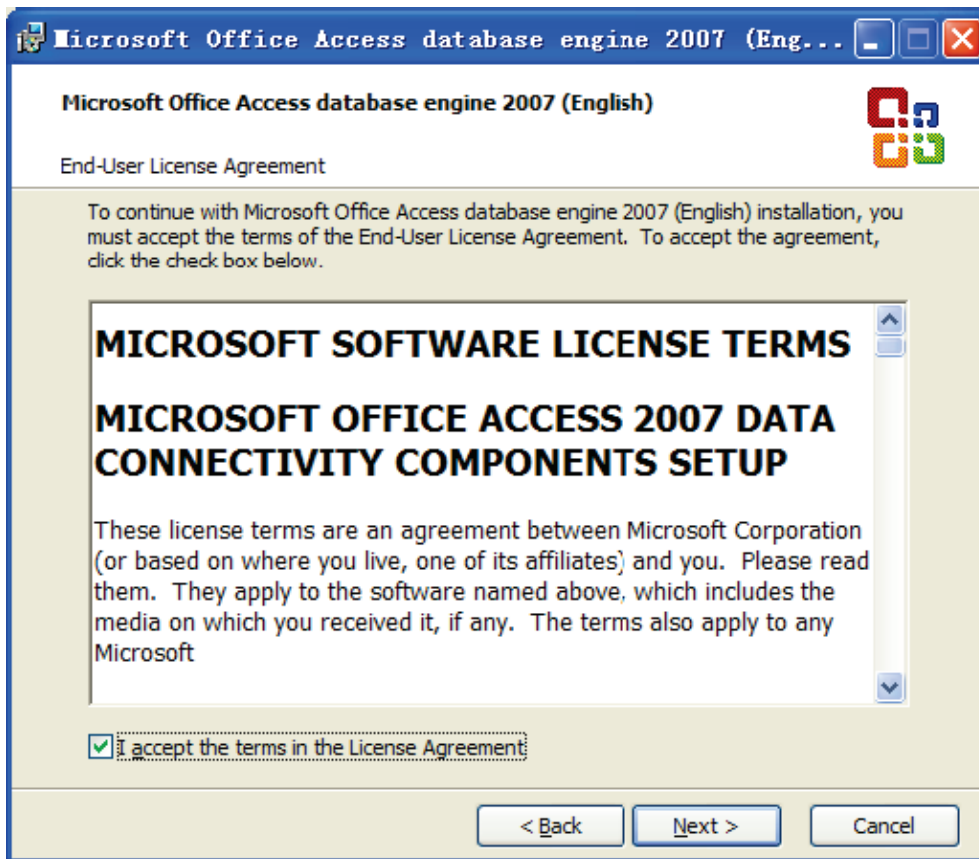 Microsoft Office Access database engine 2007 (Eng...
Microsoft Office Access database engine 2007 (English)
End-User License Agreement
To continue with Microsoft Office Access database engine 2007 (English) installation, you
must accept the terms of the End-User License Agreement. To accept the agreement,
click the check box below.
MICROSOFT SOFTWARE LICENSE TERMS
MICROSOFT OFFICE ACCESS 2007 DATA
CONNECTIVITY COMPONENTS SETUP
These license terms are an agreement between Microsoft Corporation
(or based on where you live, one of its affiliates) and you. Please read
them. They apply to the software named above, which includes the
media on which you received it, if any. The terms also apply to any
Microsoft
I accept the terms in the License Agreement
< Back Next > Cancel